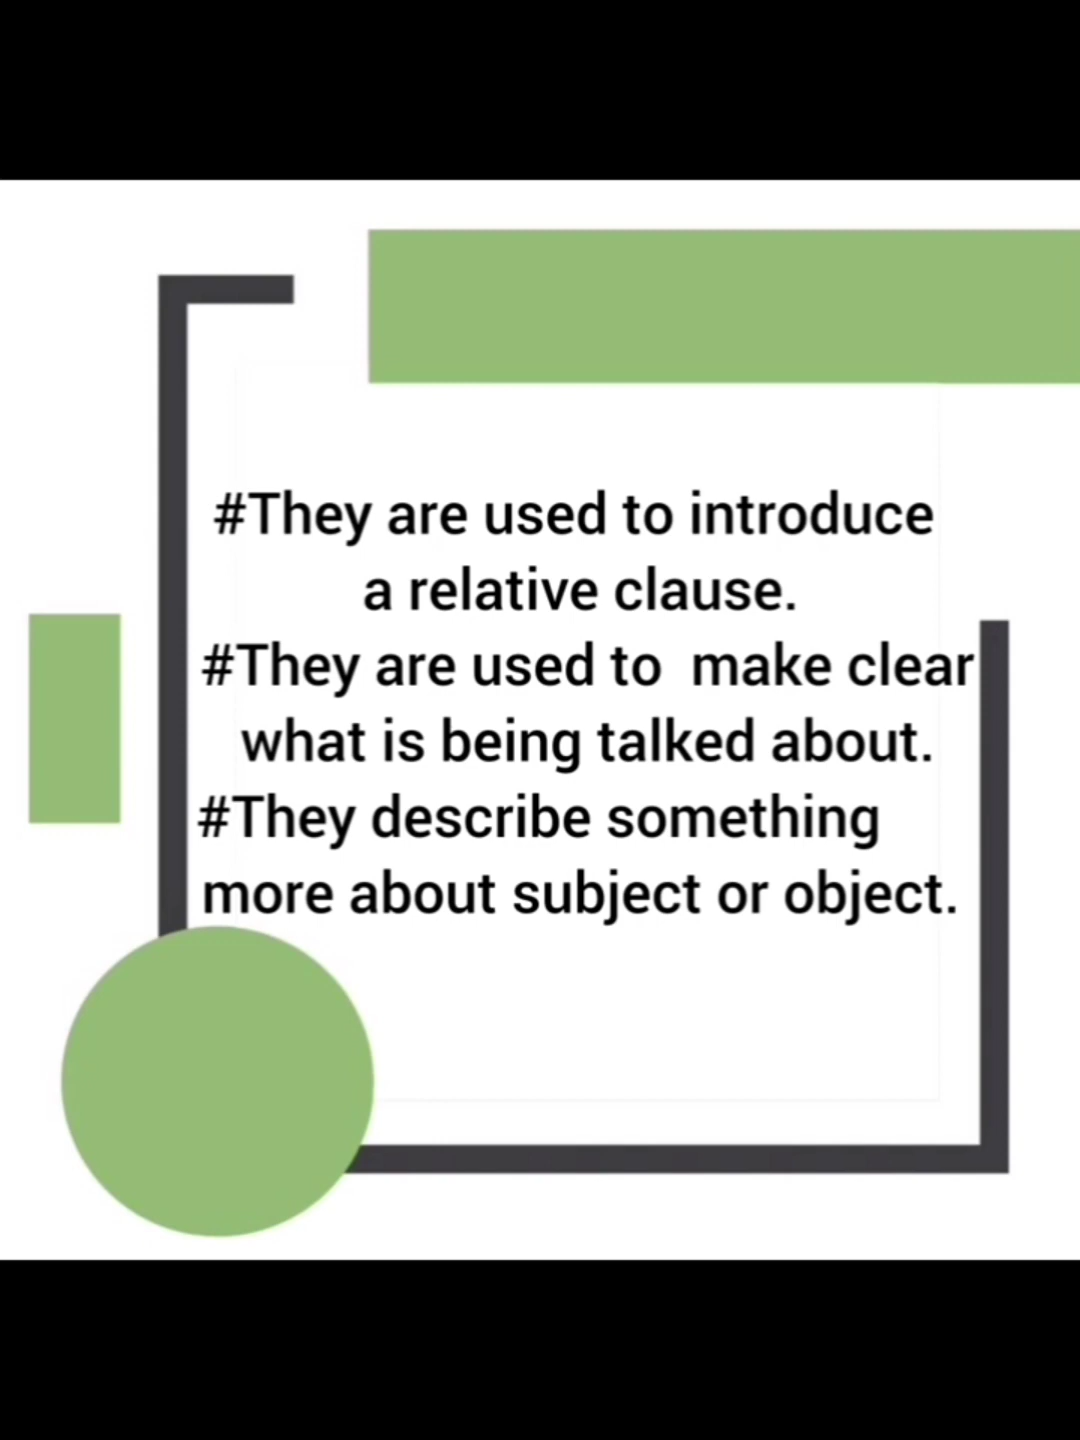 #They are used to introduce
a relative clause.
#They are used to  make clear
what is being talked about.
#They describe something
more about subject or object.